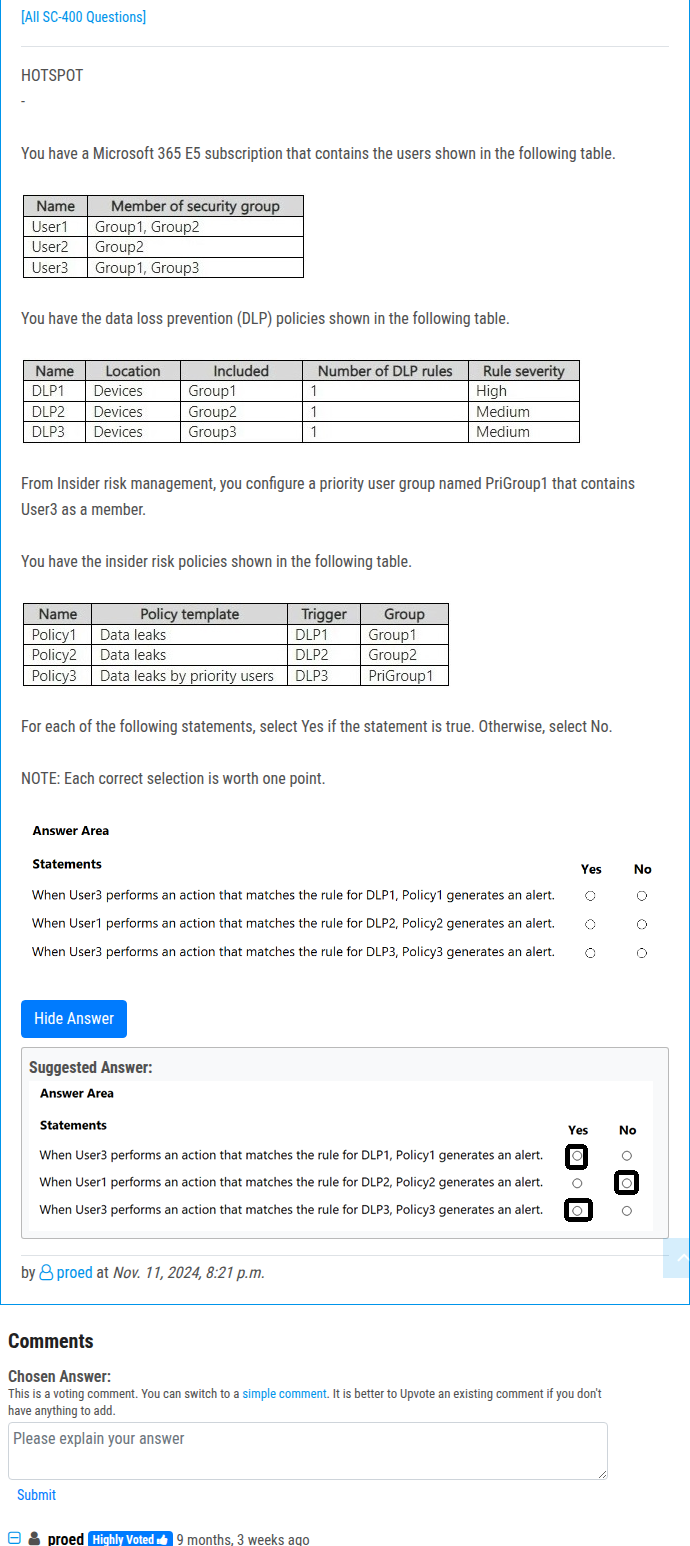 [All SC-400 Questions]
HOTSPOT
-
You have a Microsoft 365 E5 subscription that contains the users shown in the following table.
Name Member of security group
User1 Group1, Group2
User2 Group2
User3 Group1, Group3
You have the data loss prevention (DLP) policies shown in the following table.
Name Location Included Number of DLP rules Rule severity
DLP1 Devices Group1 1 High
DLP2 Devices Group2 1 Medium
DLP3 Devices Group3 1 Medium
From Insider risk management, you configure a priority user group named PriGroup1 that contains
User3 as a member.
You have the insider risk policies shown in the following table.
Name Policy template Trigger Group
Policy1 Data leaks DLP1 Group1
Policy2 Data leaks DLP2 Group2
Policy3 Data leaks by priority users DLP3 PriGroup1
For each of the following statements, select Yes if the statement is true. Otherwise, select No.
NOTE: Each correct selection is worth one point.
Answer Area
Statements Yes No
When User3 performs an action that matches the rule for DLP1, Policy1 generates an alert.
When User1 performs an action that matches the rule for DLP2, Policy2 generates an alert.
When User3 performs an action that matches the rule for DLP3, Policy3 generates an alert.
Hide Answer
Suggested Answer:
Answer Area
Statements Yes No
When User3 performs an action that matches the rule for DLP1, Policy1 generates an alert.
When User1 performs an action that matches the rule for DLP2, Policy2 generates an alert.
When User3 performs an action that matches the rule for DLP3, Policy3 generates an alert.
by proed at Nov. 11, 2024, 8:21 p.m.
Comments
Chosen Answer:
This is a voting comment. You can switch to a simple comment. It is better to Upvote an existing comment if you don't
have anything to add.
Please explain your answer
Submit
proed Highly Voted 9 months, 3 weeks ago